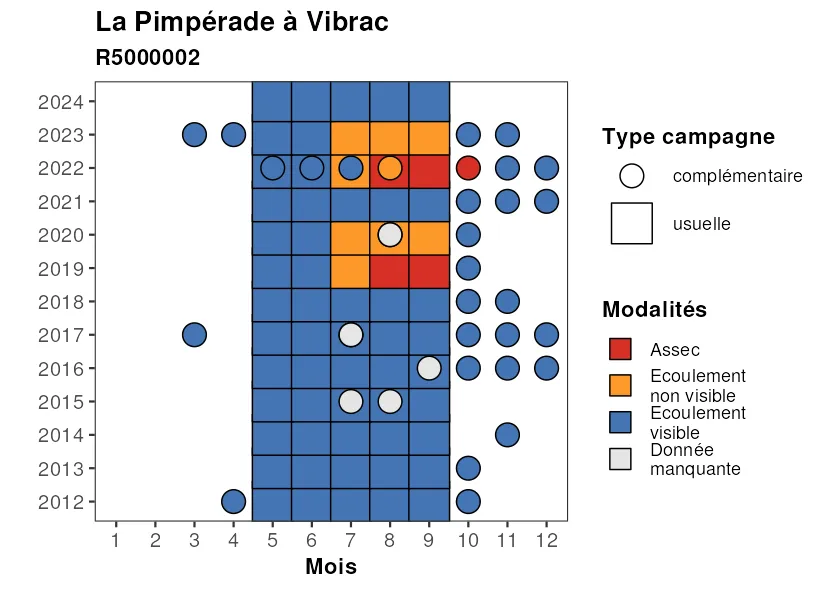 La Pimpérade à Vibrac
R5000002
2024
2023
2022
2021
2020
2019
2018
2017
2016
2015
2014
2013
2012
1 2 3 4 5 6 7 8 9 10 11 12
Mois
Type campagne
complémentaire
usuelle
Modalités
Assec
Ecoulement
non visible
Ecoulement
visible
Donnée
manquante